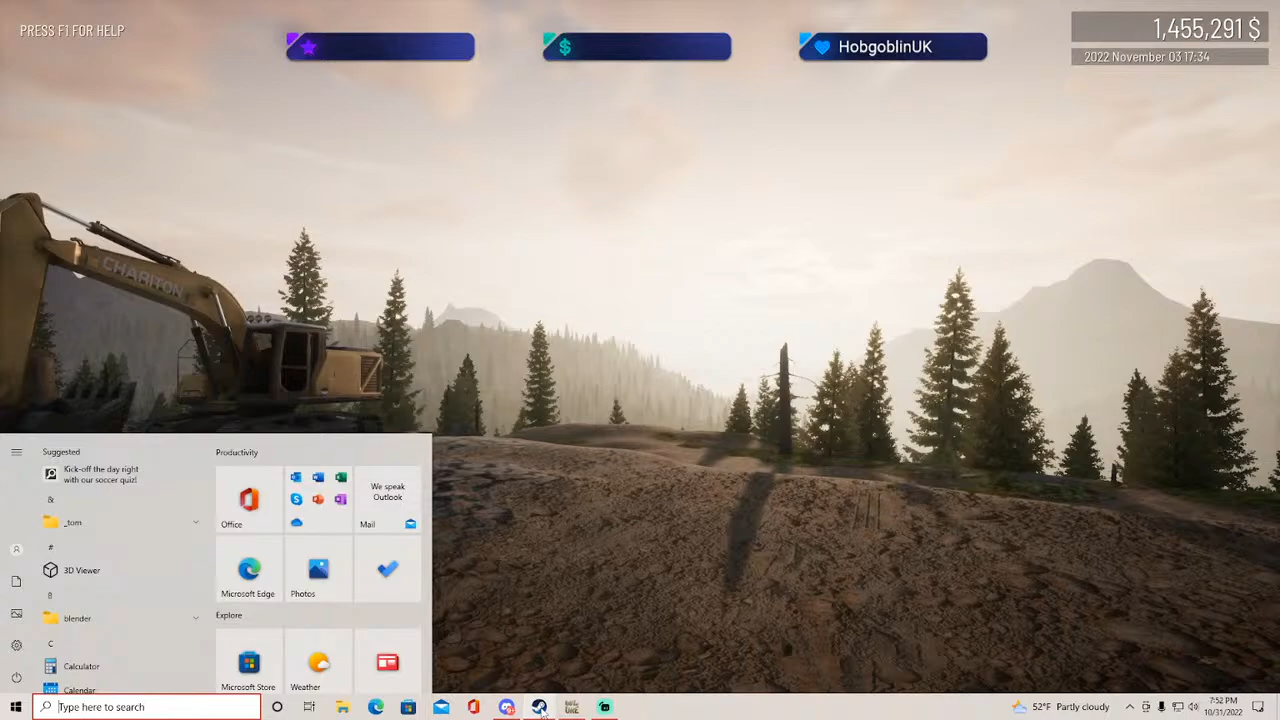 PRESS F1 FOR HELP
$
HobgoblinUK
1,455,291 $
2022 November 03 17:34
CHARITON
Suggested
Kick-off the day right
with our soccer quiz!
&
_tom
#
3D Viewer
8
blender
C
Calculator
Calendar
Productivity
Office
We speak
Outlook
Mail
Microsoft Edge
Photos
Explore
Microsoft Store
Weather
Type here to search
52°F Partly cloudy
7:52 PM
10/31/2022